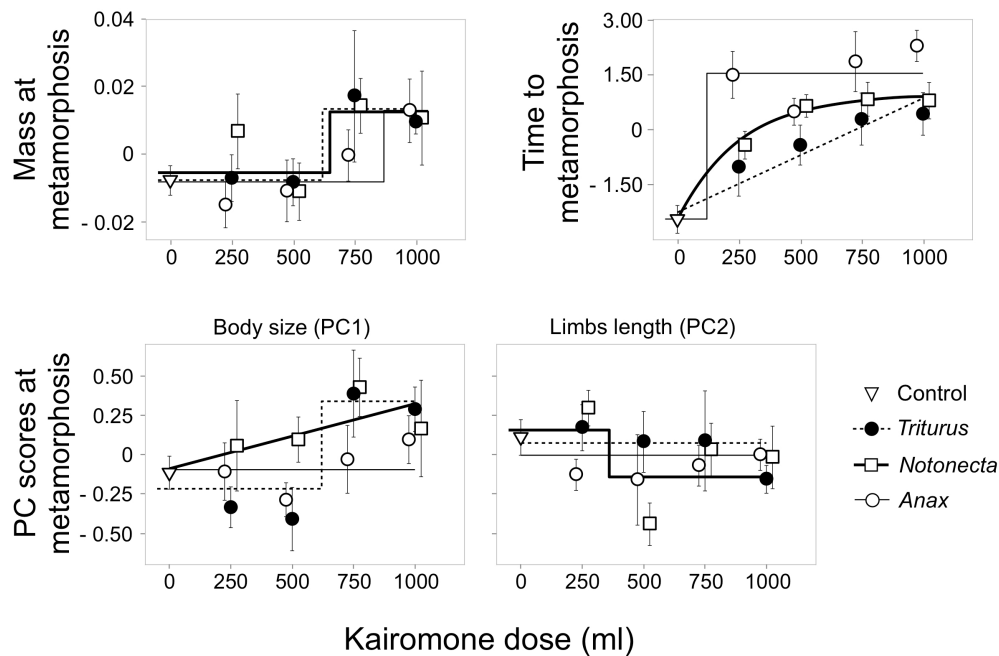 Mass at
metamorphosis
0.04
0.02
0
- 0.02
0 250 500 750 1000
Time to
metamorphosis
3.00
1.50
0
- 1.50
0 250 500 750 1000
Body size (PC1)
Limbs length (PC2)
PC scores at
metamorphosis
0.50
0.25
0
- 0.25
- 0.50
0 250 500 750 1000
0 250 500 750 1000
Control
Triturus
Notonecta
Anax
Kairomone dose (ml)